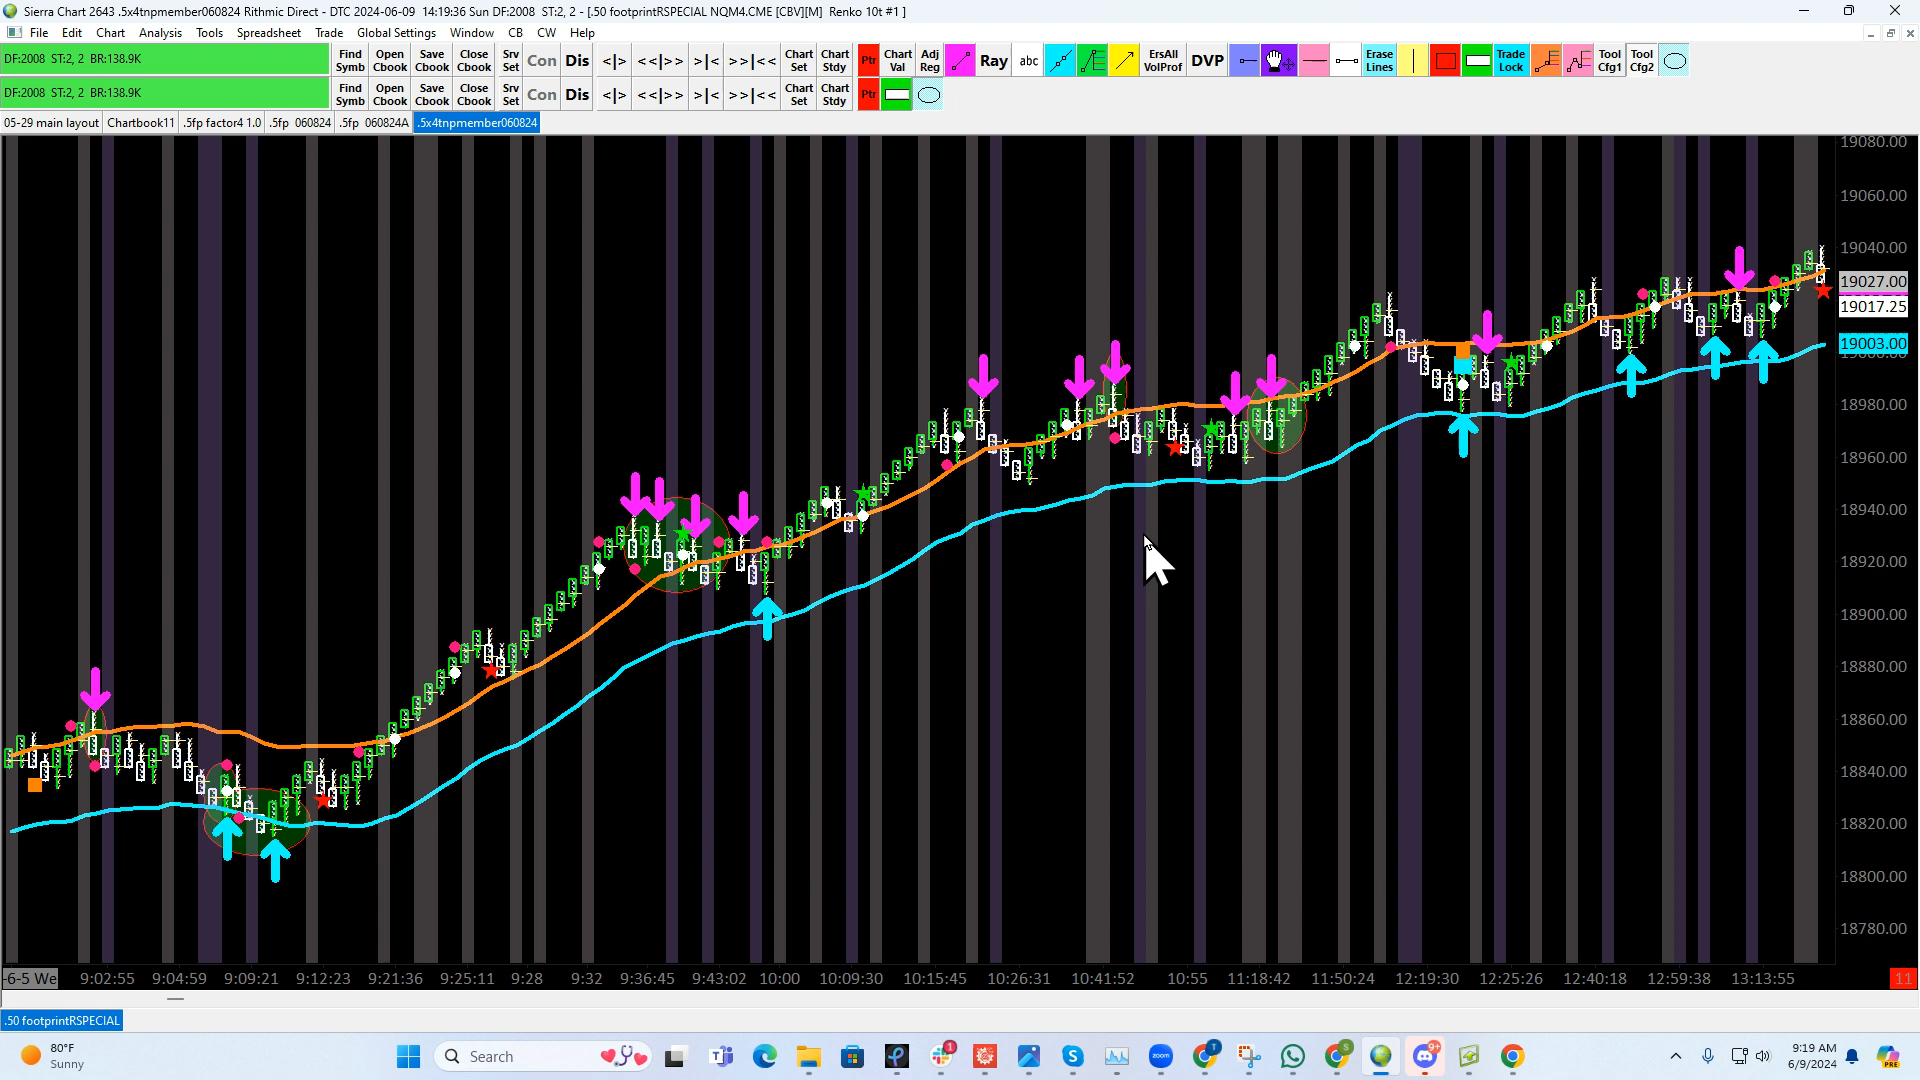 Sierra Chart 2643 .5x4tnpmember060824 Rithmic Direct - DTC 2024-06-09 14:19:36 Sun DF:2008 ST:2, 2 - [.50 footprintRSPECIAL NQM4.CME [CBV][M] Renko 10t #1 ]
File Edit Chart Analysis Tools Spreadsheet Trade Global Settings Window CB CW Help
DF:2008 ST:2, 2 BR:138.9K Find Symb Open Cbook Save Cbook Close Cbook Srv Set Con Dis <|> <<|>> >|< >>|<< Chart Set Chart Stdy Ptr Chart Val Adj Reg Ray abc ErsAll VolProf DVP Erase Lines Trade Lock Tool Cfg1 Tool Cfg2
DF:2008 ST:2, 2 BR:138.9K Find Symb Open Cbook Save Cbook Close Cbook Srv Set Con Dis <|> <<|>> >|< >>|<< Chart Set Chart Stdy Ptr
05-29 main layout Chartbook11 .5fp factor4 1.0 .5fp 060824 .5fp 060824A .5x4tnpmember060824
19080.00
19060.00
19040.00
19027.00
19017.25
19003.00
18980.00
18960.00
18940.00
18920.00
18900.00
18880.00
18860.00
18840.00
18820.00
18800.00
18780.00
-6-5 We 9:02:55 9:04:59 9:09:21 9:12:23 9:21:36 9:25:11 9:28 9:32 9:36:45 9:43:02 10:00 10:09:30 10:15:45 10:26:31 10:41:52 10:55 11:18:42 11:50:24 12:19:30 12:25:26 12:40:18 12:59:38 13:13:55 11
.50 footprintRSPECIAL
80°F
Sunny
Search
1
9+
9:19 AM
6/9/2024